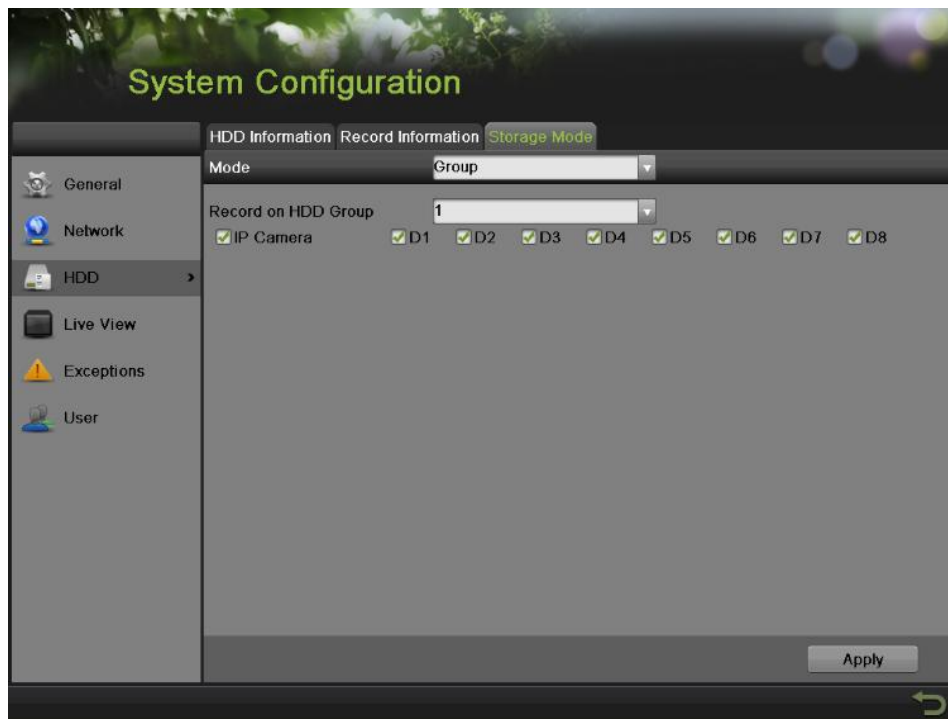 System Configuration
HDD Information Record Information Storage Mode
Mode Group
General
Record on HDD Group 1
Network
IP Camera D1 D2 D3 D4 D5 D6 D7 D8
HDD
Live View
Exceptions
User
Apply